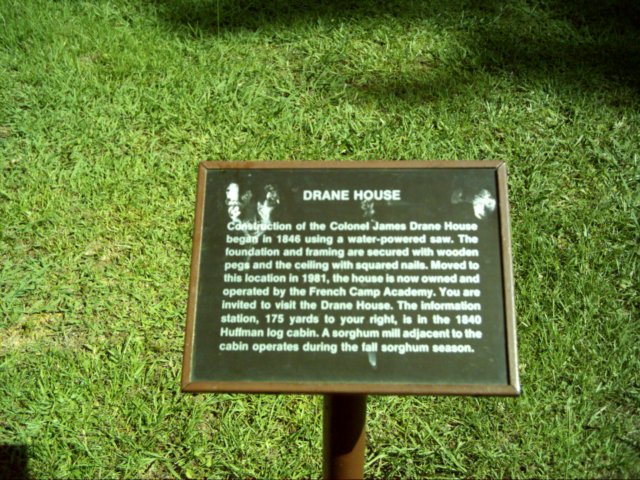 DRANE HOUSE
Construction of the Colonel James Drane House
began in 1846 using a water-powered saw. The
foundation and framing are secured with wooden
pegs and the ceiling with squared nails. Moved to
this location in 1981, the house is now owned and
operated by the French Camp Academy. You are
invited to visit the Drane House. The information
station, 175 yards to your right, is in the 1840
Huffman log cabin. A sorghum mill adjacent to the
cabin operates during the fall sorghum season.